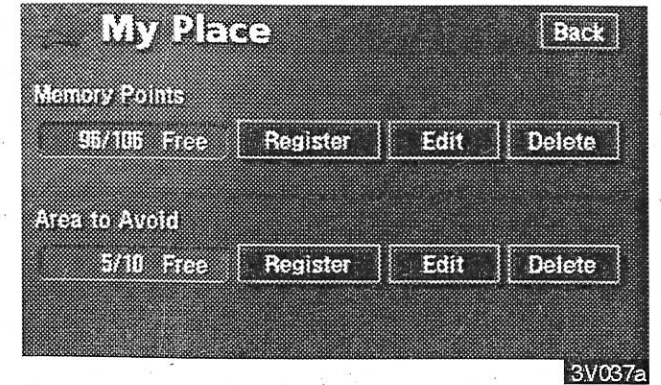 My Place Back
Memory Points
96/106 Free Register Edit Delete
Area to Avoid
5/10 Free Register Edit Delete
3V037a